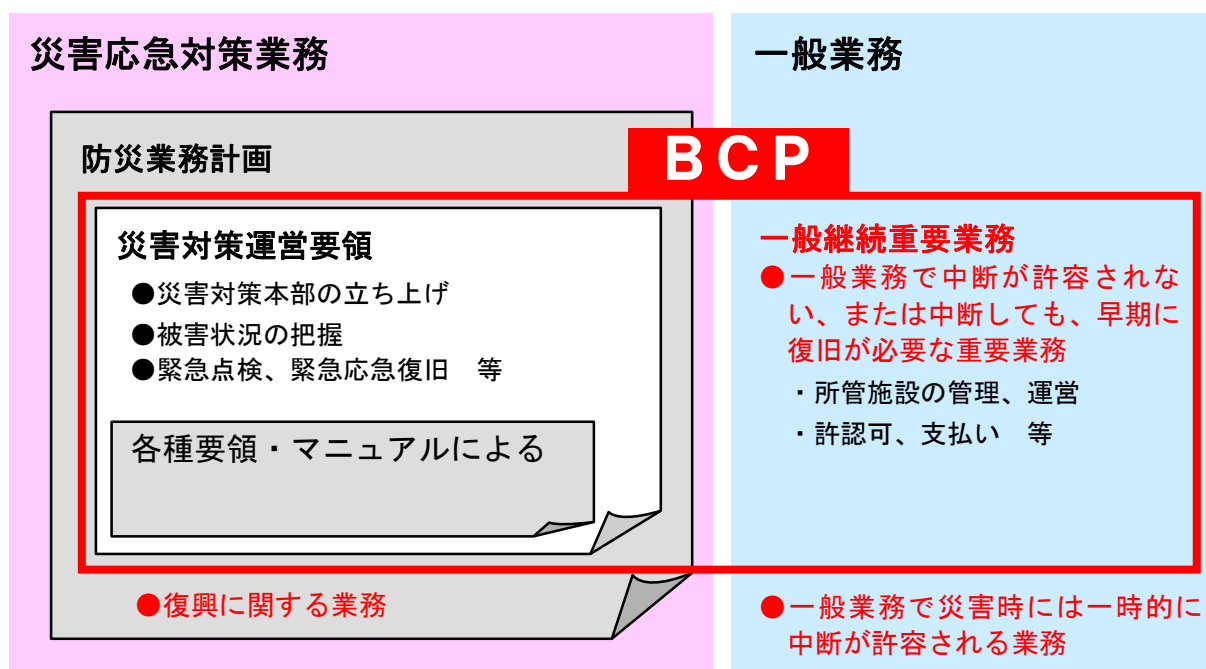 災害応急対策業務
防災業務計画
BCP
災害対策運営要領
●災害対策本部の立ち上げ
●被害状況の把握
●緊急点検、緊急応急復旧　等
各種要領・マニュアルによる
●復興に関する業務
一般業務
一般継続重要業務
●一般業務で中断が許容されな
い、または中断しても、早期に
復旧が必要な重要業務
・所管施設の管理、運営
・許認可、支払い　等
●一般業務で災害時には一時的に
中断が許容される業務